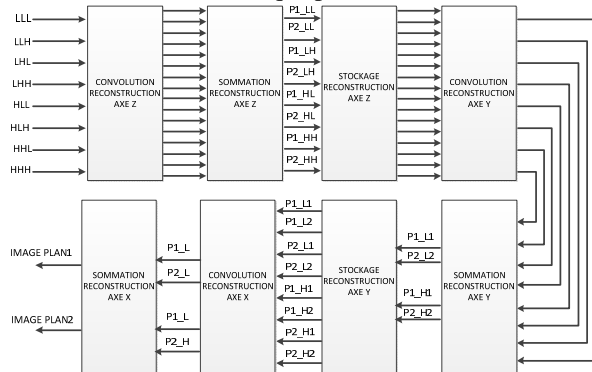 LLL
LLH
LHL
LHH
HLL
HLH
HHL
HHH
CONVOLUTION
RECONSTRUCTION
AXE Z
SOMMATION
RECONSTRUCTION
AXE Z
P1_LL
P2_LL
P1_LH
P2_LH
P1_HL
P2_HL
P1_HH
P2_HH
STOCKAGE
RECONSTRUCTION
AXE Z
CONVOLUTION
RECONSTRUCTION
AXE Y
IMAGE PLAN1
IMAGE PLAN2
SOMMATION
RECONSTRUCTION
AXE X
P1_L
P2_L
P1_L
P2_H
CONVOLUTION
RECONSTRUCTION
AXE X
P1_L1
P1_L2
P2_L1
P2_L2
P1_H1
P1_H2
P2_H1
P2_H2
STOCKAGE
RECONSTRUCTION
AXE Y
P1_L1
P2_L2
P1_H1
P2_H2
SOMMATION
RECONSTRUCTION
AXE Y